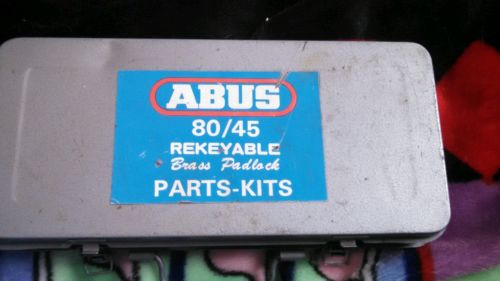 ABUS
80/45
REKEYABLE
Brass Padlock
PARTS-KITS